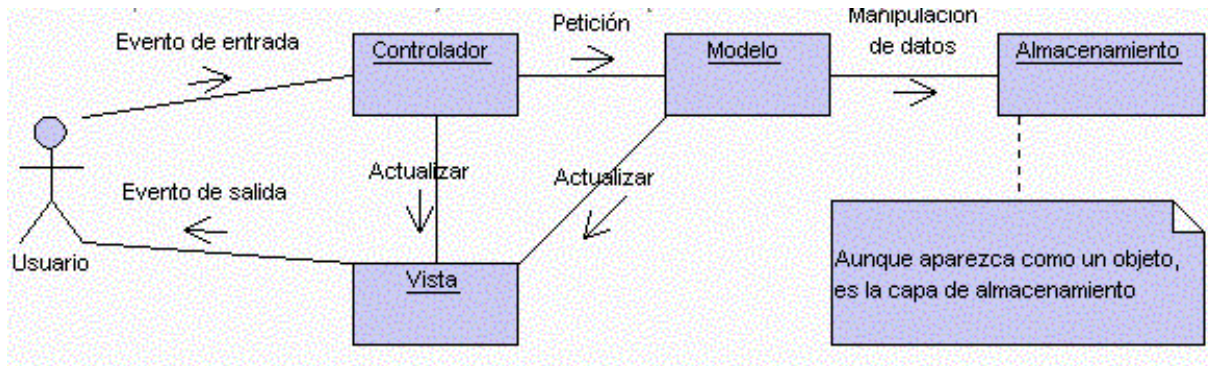 Evento de entrada
Controlador
Petición
Modelo
Manipulación
de datos
Almacenamiento
Actualizar
Actualizar
Evento de salida
Usuario
Vista
Aunque aparezca como un objeto,
es la capa de almacenamiento